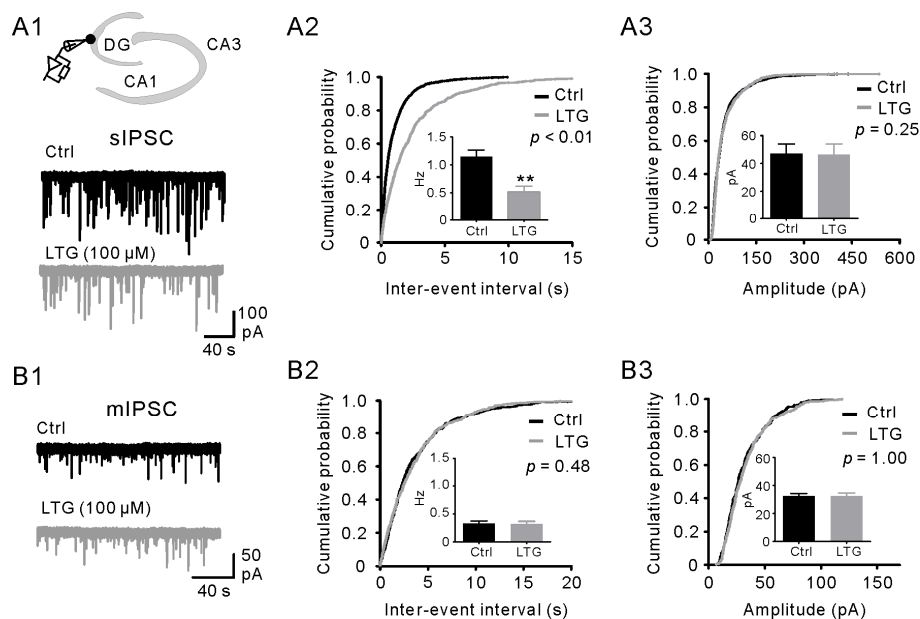 A1
DG
CA3
CA1
sIPSC
Ctrl
LTG (100 µM)
100
pA
40 s
A2
Cumulative probability
1.0
0.8
0.6
0.4
0.2
0
0
5
10
15
Inter-event interval (s)
Ctrl
LTG
p < 0.01
Hz
1.5
1.0
0.5
0
**
Ctrl
LTG
A3
Cumulative probability
1.0
0.8
0.6
0.4
0.2
0
0
150
300
450
600
Amplitude (pA)
Ctrl
LTG
p = 0.25
pA
60
40
20
0
Ctrl
LTG
B1
mIPSC
Ctrl
LTG (100 µM)
50
pA
40 s
B2
Cumulative probability
1.0
0.8
0.6
0.4
0.2
0
0
5
10
15
20
Inter-event interval (s)
Ctrl
LTG
p = 0.48
Hz
1.5
1.0
0.5
0
Ctrl
LTG
B3
Cumulative probability
1.0
0.8
0.6
0.4
0.2
0
0
50
100
150
Amplitude (pA)
Ctrl
LTG
p = 1.00
pA
60
40
20
0
Ctrl
LTG